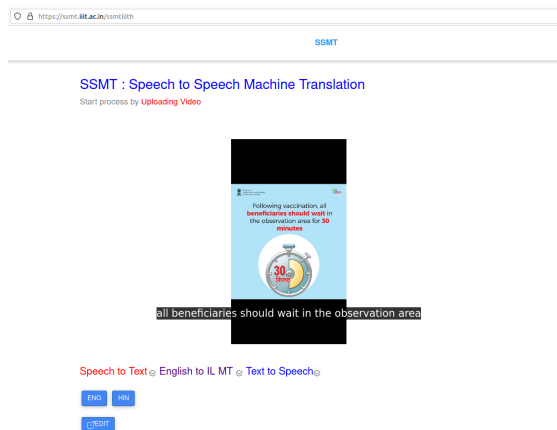 https://ssmt.iiit.ac.in/ssmtiiith
SSMT
SSMT : Speech to Speech Machine Translation
Start process by Uploading Video
Following vaccination, all
beneficiaries should wait in
the observation area for 30
minutes
30
मिनट
all beneficiaries should wait in the observation area
Speech to Text English to IL MT Text to Speech
ENG HIN
EDIT